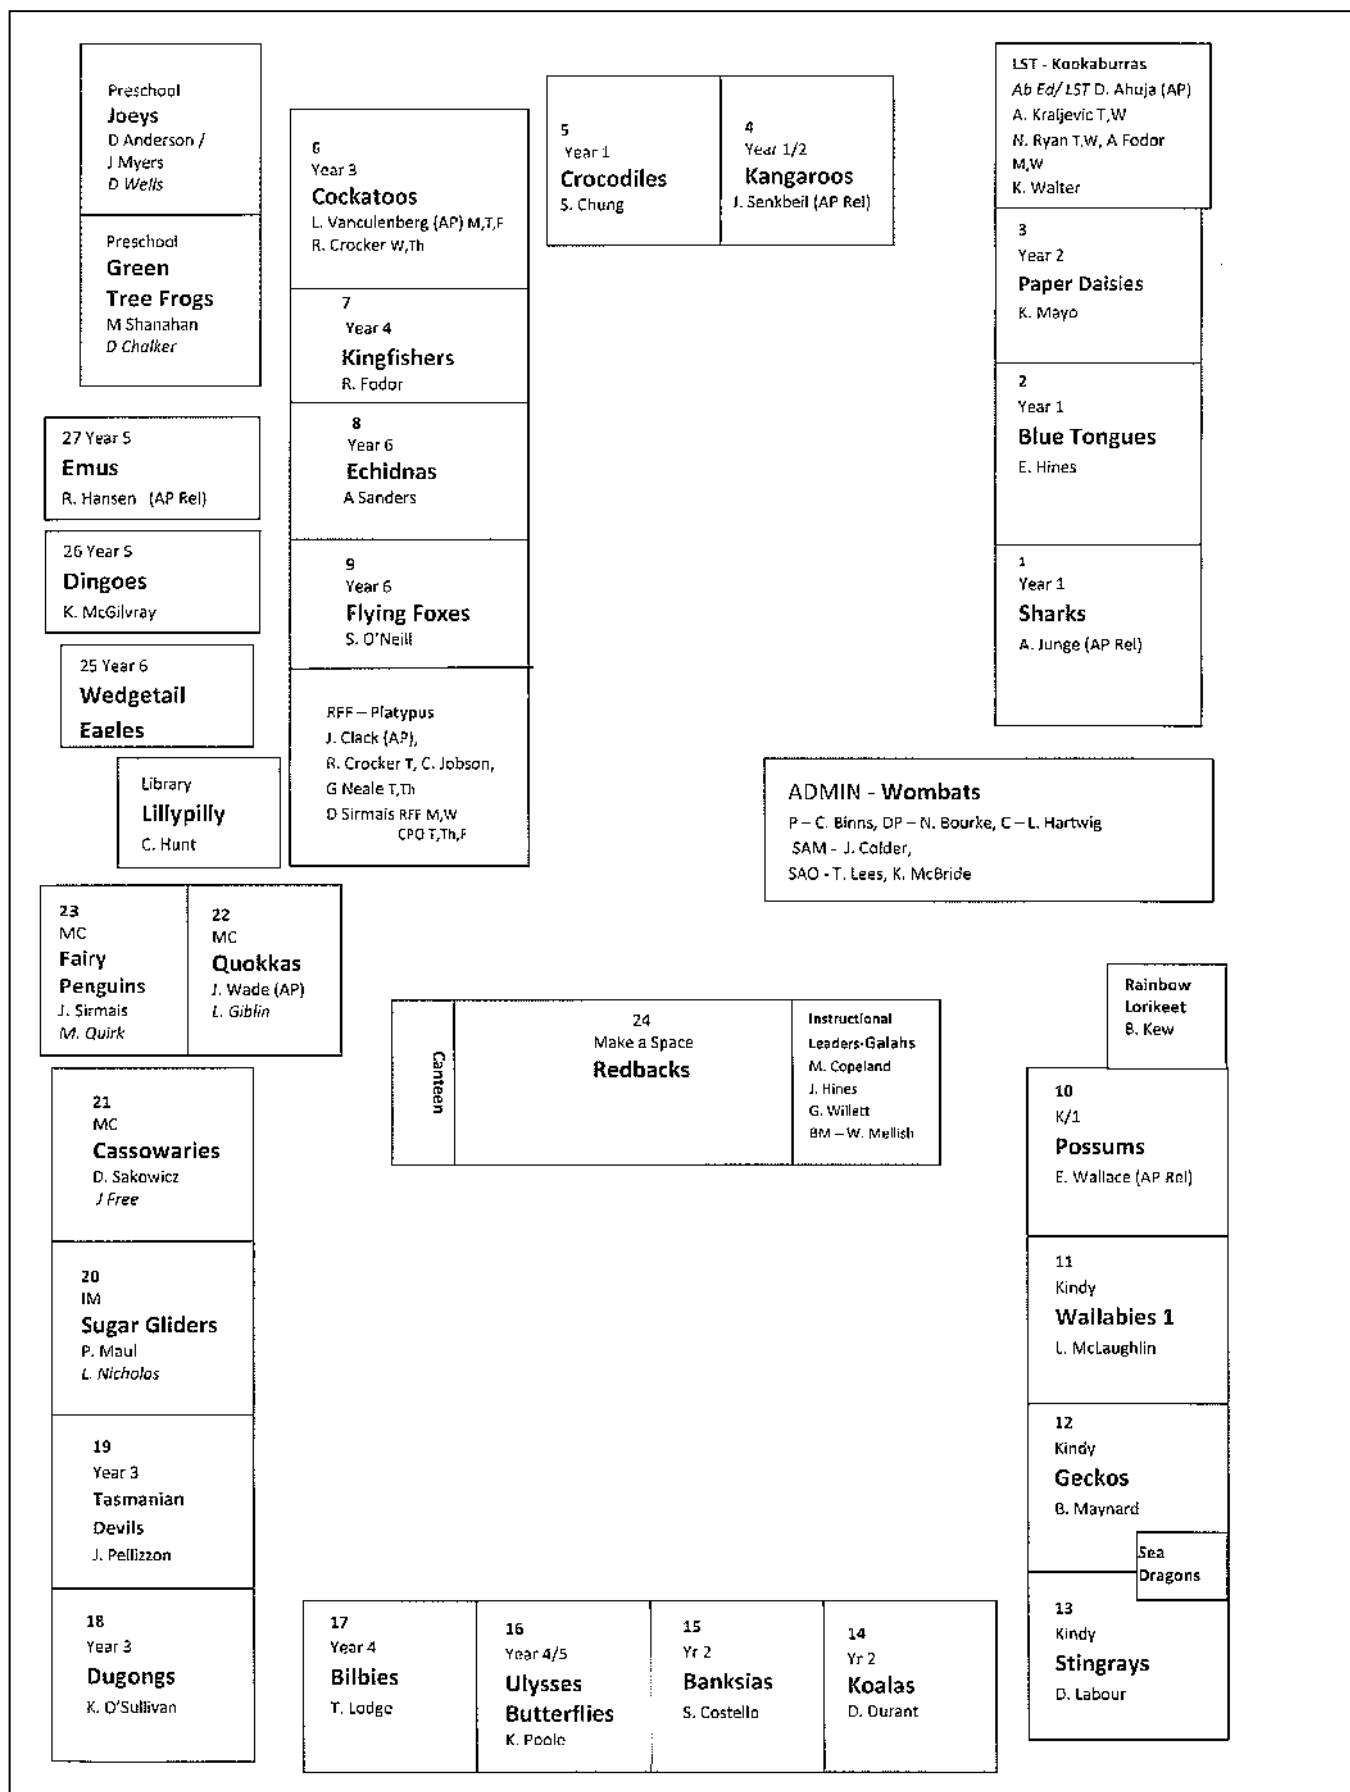 Preschool
Joeys
D Anderson /
J Myers
D Wells
Preschool
Green
Tree Frogs
M Shanahan
D Chalker
27 Year 5
Emus
R. Hansen (AP Rel)
26 Year 5
Dingoes
K. McGilvray
25 Year 6
Wedgetail
Eagles
Library
Lillypilly
C. Hunt
6
Year 3
Cockatoos
L. Vanculenberg (AP) M,T,F
R. Crocker W,Th
7
Year 4
Kingfishers
R. Fodor
8
Year 6
Echidnas
A Sanders
9
Year 6
Flying Foxes
S. O'Neill
RFF – Platypus
J. Clack (AP),
R. Crocker T, C. Jobson,
G Neale T,Th
D Sirmais RFF M,W
CPO T,Th,F
5
Year 1
Crocodiles
S. Chung
4
Year 1/2
Kangaroos
J. Senkbeil (AP Rel)
LST - Kookaburras
Ab Ed/ LST D. Ahuja (AP)
A. Kraljevic T,W
N. Ryan T,W, A Fodor
M,W
K. Walter
3
Year 2
Paper Daisies
K. Mayo
2
Year 1
Blue Tongues
E. Hines
1
Year 1
Sharks
A. Junge (AP Rel)
ADMIN - Wombats
P – C. Binns, DP – N. Bourke, C – L. Hartwig
SAM - J. Calder,
SAO - T. Lees, K. McBride
23
MC
Fairy
Penguins
J. Sirmais
M. Quirk
22
MC
Quokkas
J. Wade (AP)
L. Giblin
Canteen
24
Make a Space
Redbacks
Instructional
Leaders-Galahs
M. Copeland
J. Hines
G. Willett
BM – W. Mellish
Rainbow
Lorikeet
B. Kew
21
MC
Cassowaries
D. Sakowicz
J Free
20
IM
Sugar Gliders
P. Maul
L. Nicholas
19
Year 3
Tasmanian
Devils
J. Pellizzon
18
Year 3
Dugongs
K. O'Sullivan
10
K/1
Possums
E. Wallace (AP Rel)
11
Kindy
Wallabies 1
L. McLaughlin
12
Kindy
Geckos
B. Maynard
Sea
Dragons
13
Kindy
Stingrays
D. Labour
17
Year 4
Bilbies
T. Lodge
16
Year 4/5
Ulysses
Butterflies
K. Poole
15
Yr 2
Banksias
S. Costello
14
Yr 2
Koalas
D. Durant